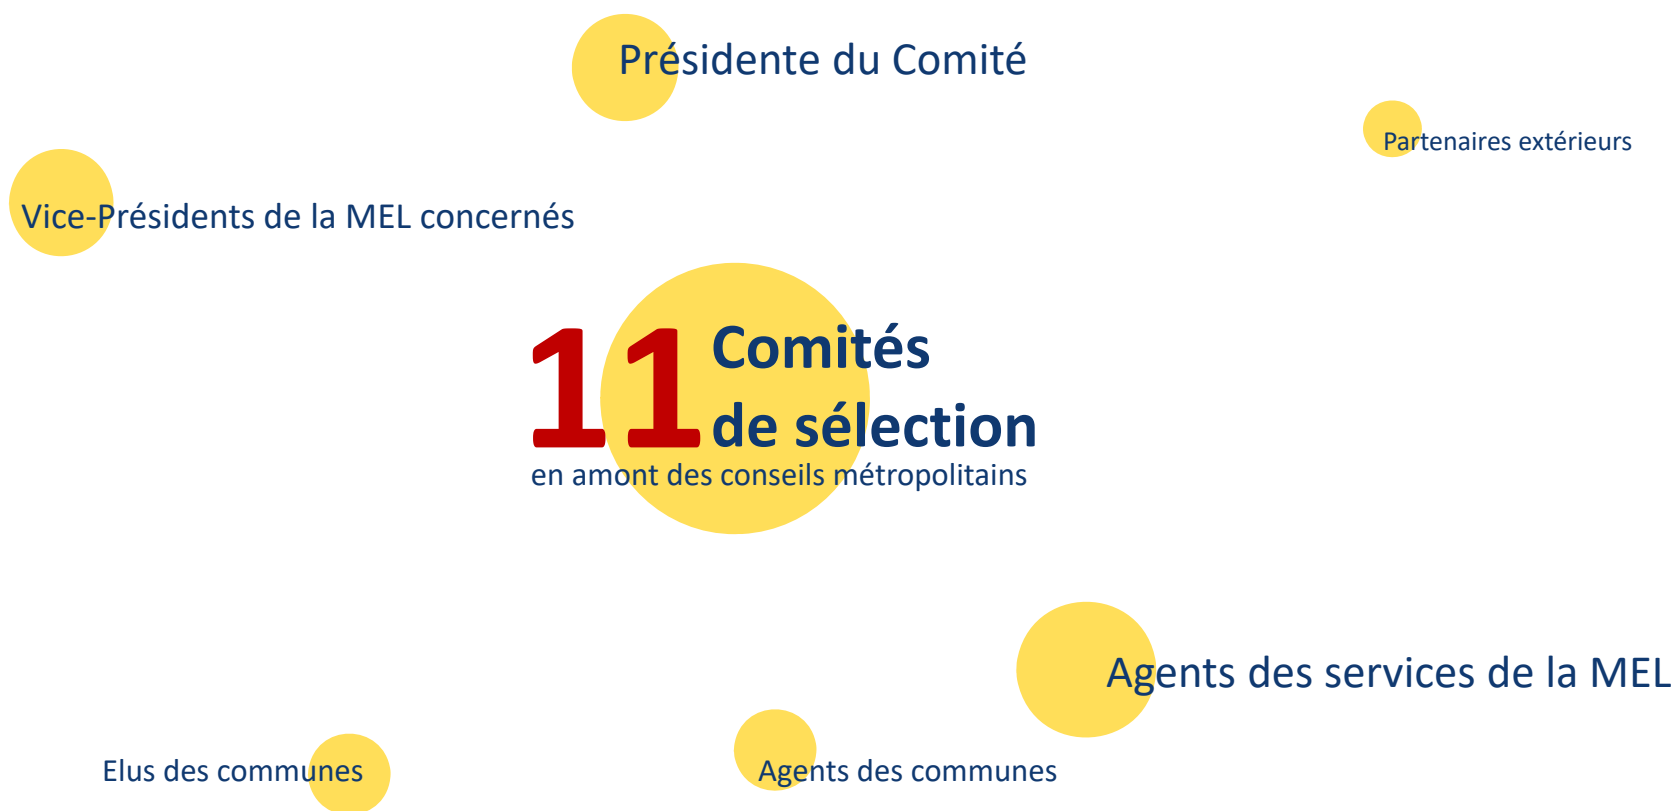 Présidente du Comité
Partenaires extérieurs
Vice-Présidents de la MEL concernés
11 Comités
de sélection
en amont des conseils métropolitains
Agents des services de la MEL
Elus des communes
Agents des communes